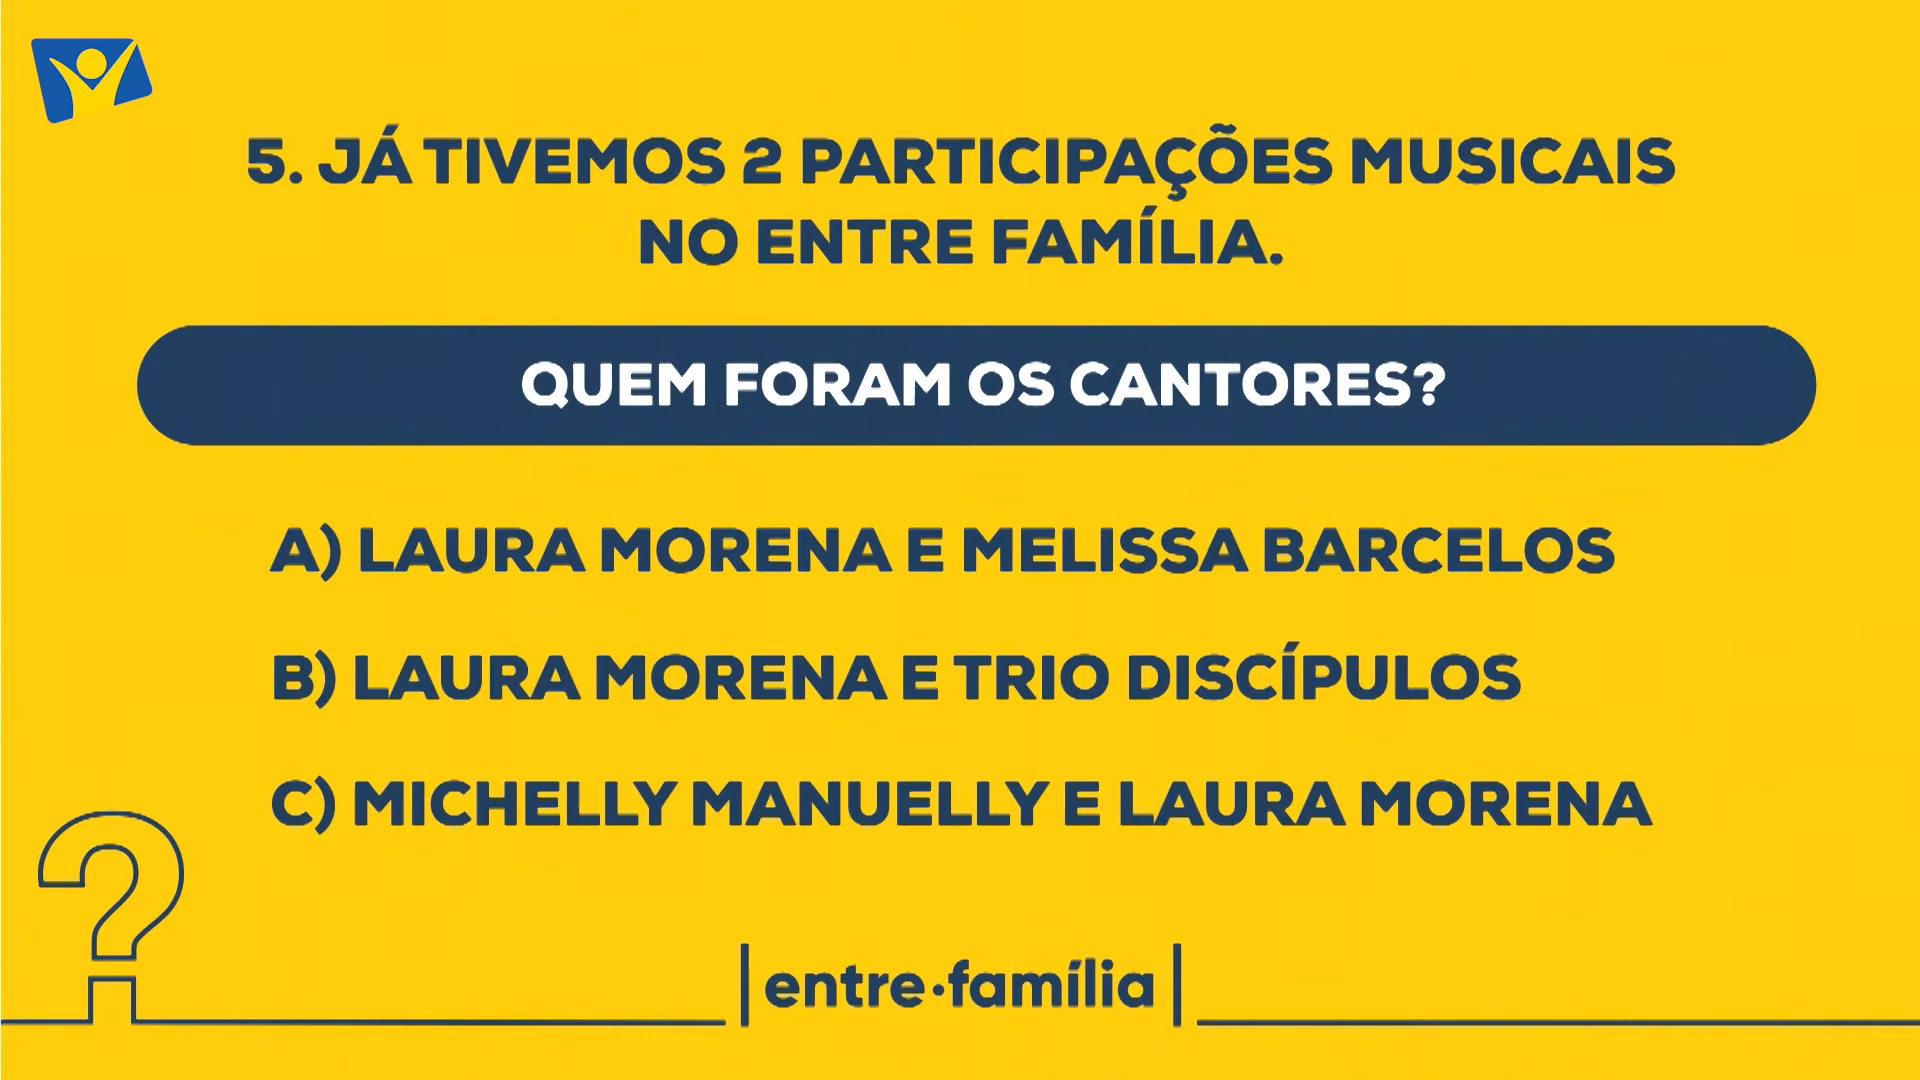 5. JÁ TIVEMOS 2 PARTICIPAÇÕES MUSICAIS
NO ENTRE FAMÍLIA.
QUEM FORAM OS CANTORES?
A) LAURA MORENA E MELISSA BARCELOS
B) LAURA MORENA E TRIO DISCÍPULOS
C) MICHELLY MANUELLY E LAURA MORENA
?
|entre·família|